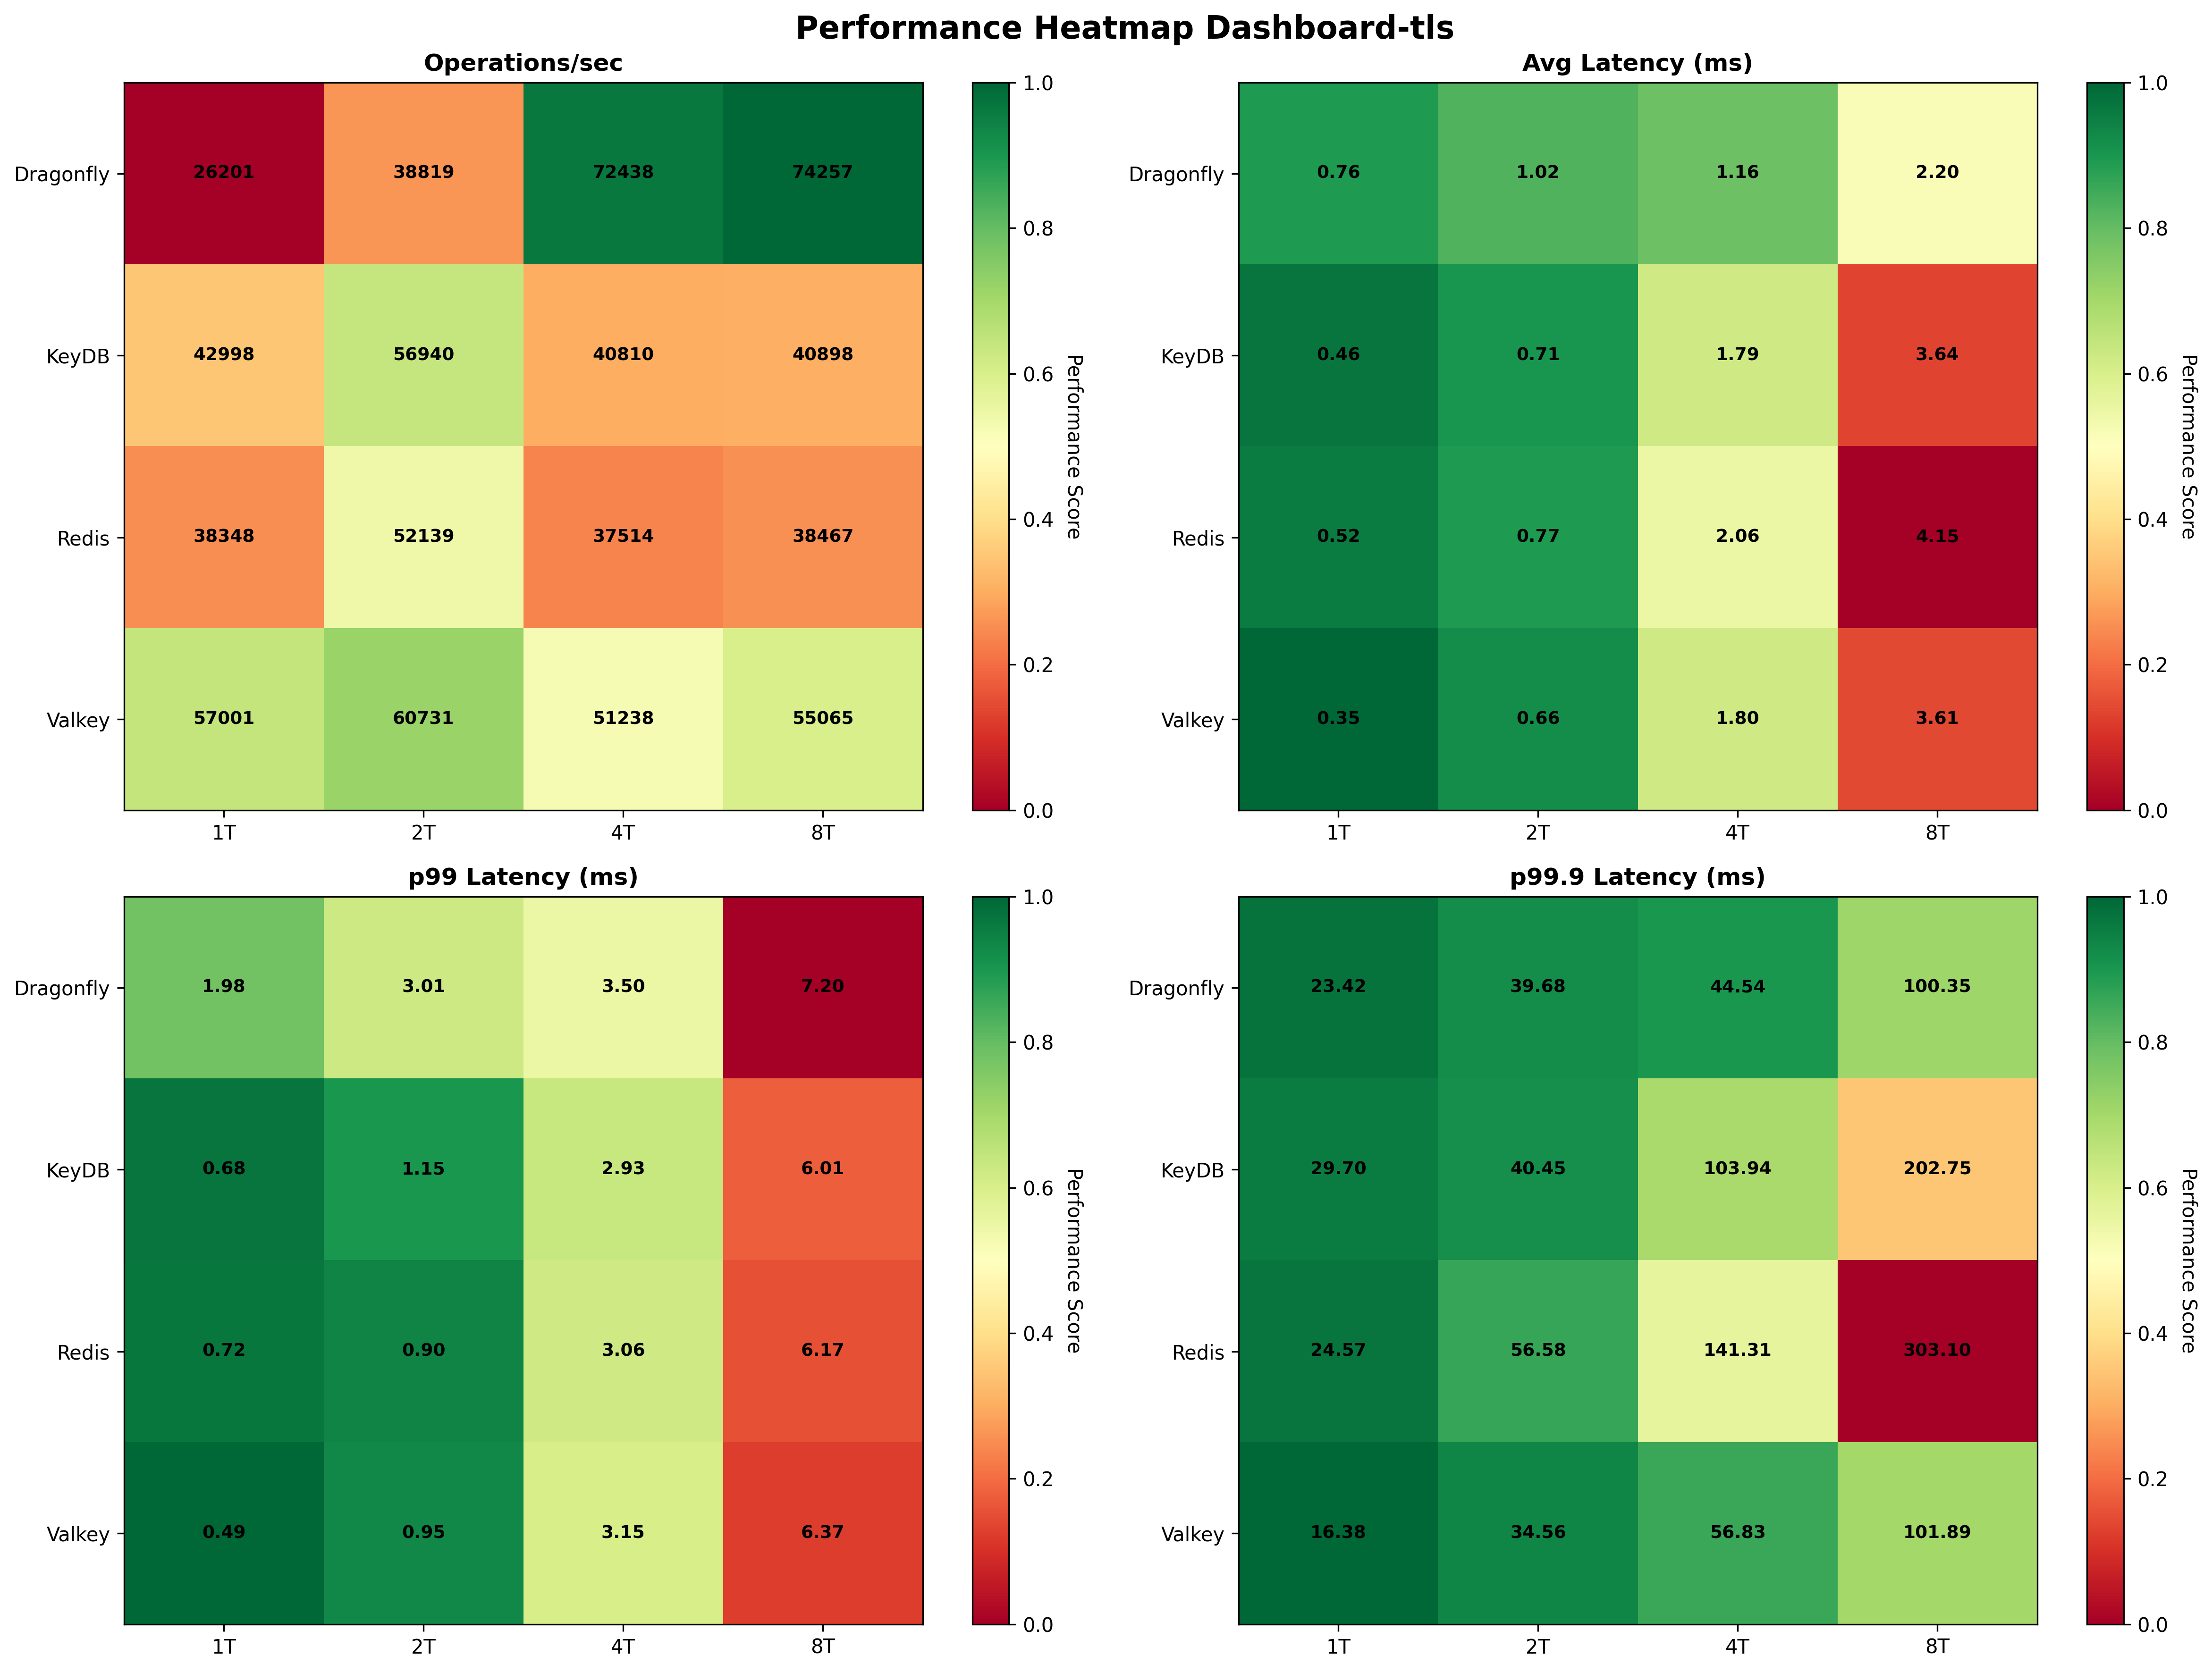 Performance Heatmap Dashboard-tls
Operations/sec
Dragonfly 26201 38819 72438 74257
KeyDB 42998 56940 40810 40898
Redis 38348 52139 37514 38467
Valkey 57001 60731 51238 55065
1T 2T 4T 8T
1.0
0.8
0.6
0.4
0.2
0.0
Performance Score
Avg Latency (ms)
Dragonfly 0.76 1.02 1.16 2.20
KeyDB 0.46 0.71 1.79 3.64
Redis 0.52 0.77 2.06 4.15
Valkey 0.35 0.66 1.80 3.61
1T 2T 4T 8T
1.0
0.8
0.6
0.4
0.2
0.0
Performance Score
p99 Latency (ms)
Dragonfly 1.98 3.01 3.50 7.20
KeyDB 0.68 1.15 2.93 6.01
Redis 0.72 0.90 3.06 6.17
Valkey 0.49 0.95 3.15 6.37
1T 2T 4T 8T
1.0
0.8
0.6
0.4
0.2
0.0
Performance Score
p99.9 Latency (ms)
Dragonfly 23.42 39.68 44.54 100.35
KeyDB 29.70 40.45 103.94 202.75
Redis 24.57 56.58 141.31 303.10
Valkey 16.38 34.56 56.83 101.89
1T 2T 4T 8T
1.0
0.8
0.6
0.4
0.2
0.0
Performance Score